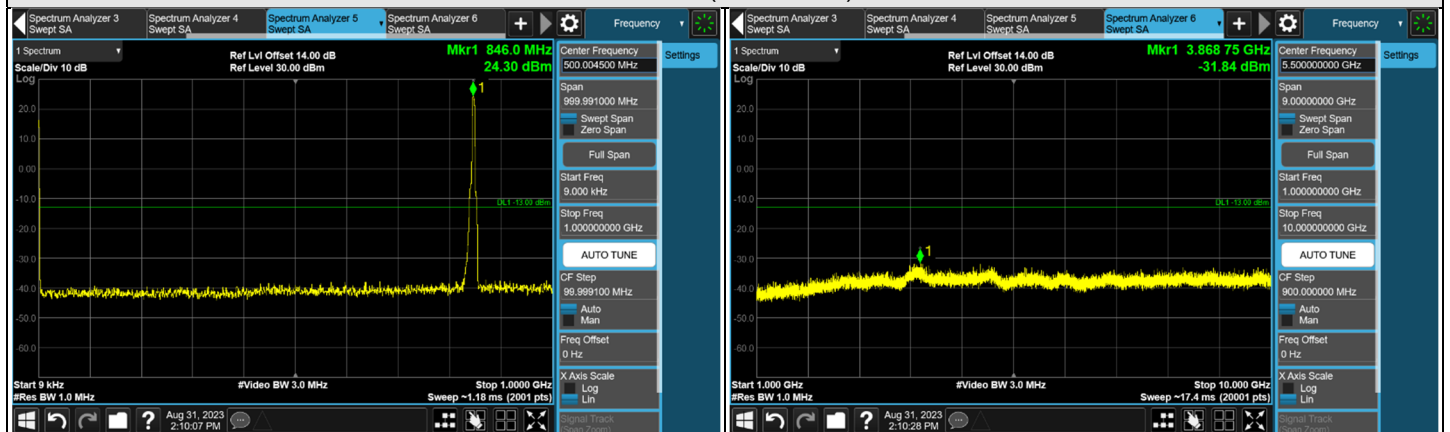 Spectrum Analyzer 3
Swept SA
Spectrum Analyzer 4
Swept SA
Spectrum Analyzer 5
Swept SA
Spectrum Analyzer 6
Swept SA
Frequency
1 Spectrum
Scale/Div 10 dB
Log
Ref Lvl Offset 14.00 dB
Ref Level 30.00 dBm
Mkr1 846.0 MHz
24.30 dBm
1
20.0
10.0
0.00
-10.0
-20.0
-30.0
-40.0
-50.0
-60.0
DL1 -13.00 dBm
Start 9 kHz
#Res BW 1.0 MHz
#Video BW 3.0 MHz
Stop 1.0000 GHz
Sweep ~1.18 ms (2001 pts)
Center Frequency
500.004500 MHz
Settings
Span
999.991000 MHz
Swept Span
Zero Span
Full Span
Start Freq
9.000 kHz
Stop Freq
1.000000000 GHz
AUTO TUNE
CF Step
99.999100 MHz
Auto
Man
Freq Offset
0 Hz
X Axis Scale
Log
Lin
Signal Track
(Span Zoom)
?
Aug 31, 2023
2:10:07 PM
Spectrum Analyzer 3
Swept SA
Spectrum Analyzer 4
Swept SA
Spectrum Analyzer 5
Swept SA
Spectrum Analyzer 6
Swept SA
Frequency
1 Spectrum
Scale/Div 10 dB
Log
Ref Lvl Offset 14.00 dB
Ref Level 30.00 dBm
Mkr1 3.868 75 GHz
-31.84 dBm
1
20.0
10.0
0.00
-10.0
-20.0
-30.0
-40.0
-50.0
-60.0
DL1 -13.00 dBm
Start 1.000 GHz
#Res BW 1.0 MHz
#Video BW 3.0 MHz
Stop 10.000 GHz
Sweep ~17.4 ms (20001 pts)
Center Frequency
5.500000000 GHz
Settings
Span
9.00000000 GHz
Swept Span
Zero Span
Full Span
Start Freq
1.000000000 GHz
Stop Freq
10.000000000 GHz
AUTO TUNE
CF Step
900.000000 MHz
Auto
Man
Freq Offset
0 Hz
X Axis Scale
Log
Lin
Signal Track
(Span Zoom)
?
Aug 31, 2023
2:10:28 PM